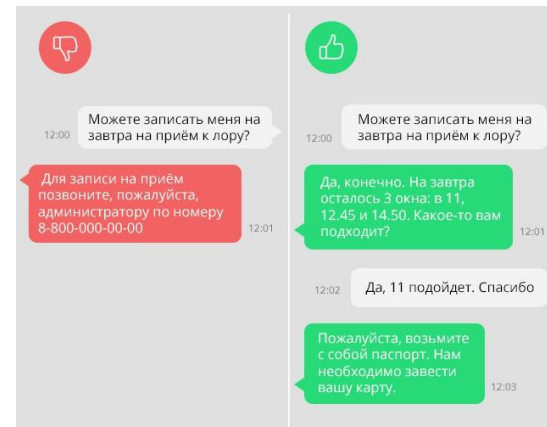 Можете записать меня на
завтра на приём к лору?
12:00
Для записи на приём
позвоните, пожалуйста,
администратору по номеру
8-800-000-00-00
12:01
Можете записать меня на
завтра на приём к лору?
12:00
Да, конечно. На завтра
осталось 3 окна: в 11,
12.45 и 14.50. Какое-то вам
подходит?
12:01
12:02
Да, 11 подойдет. Спасибо
Пожалуйста, возьмите
с собой паспорт. Нам
необходимо завести
вашу карту.
12:03